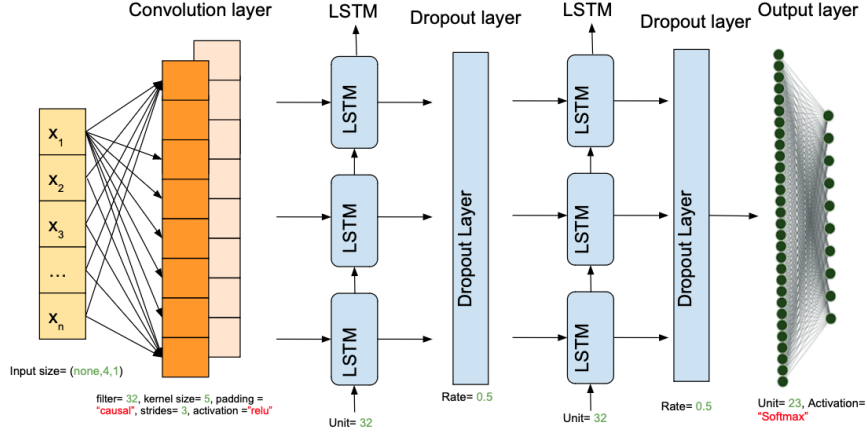 Convolution layer
LSTM
Dropout layer
LSTM
Dropout layer
Output layer
x1
x2
x3
...
xn
LSTM
LSTM
LSTM
Dropout Layer
LSTM
LSTM
LSTM
Dropout Layer
Input size= (none,4,1)
filter= 32, kernel size= 5, padding =
"causal", strides= 3, activation ="relu"
Unit= 32
Rate= 0.5
Unit= 32
Rate= 0.5
Unit= 23, Activation=
"Softmax"